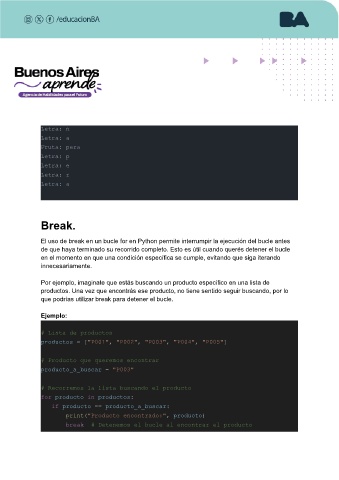 /educacionBA
BA
Buenos Aires
aprende
Agencia de Habilidades para el Futuro
Letra: n
Letra: a
Fruta: pera
Letra: p
Letra: e
Letra: r
Letra: a
Break.
El uso de break en un bucle for en Python permite interrumpir la ejecución del bucle antes
de que haya terminado su recorrido completo. Esto es útil cuando querés detener el bucle
en el momento en que una condición específica se cumple, evitando que siga iterando
innecesariamente.
Por ejemplo, imaginate que estás buscando un producto específico en una lista de
productos. Una vez que encontrás ese producto, no tiene sentido seguir buscando, por lo
que podrías utilizar break para detener el bucle.
Ejemplo:
# Lista de productos
productos = ["P001", "P002", "P003", "P004", "P005"]
# Producto que queremos encontrar
producto_a_buscar = "P003"
# Recorremos la lista buscando el producto
for producto in productos:
if producto == producto_a_buscar:
print("Producto encontrado:", producto)
break # Detenemos el bucle al encontrar el producto